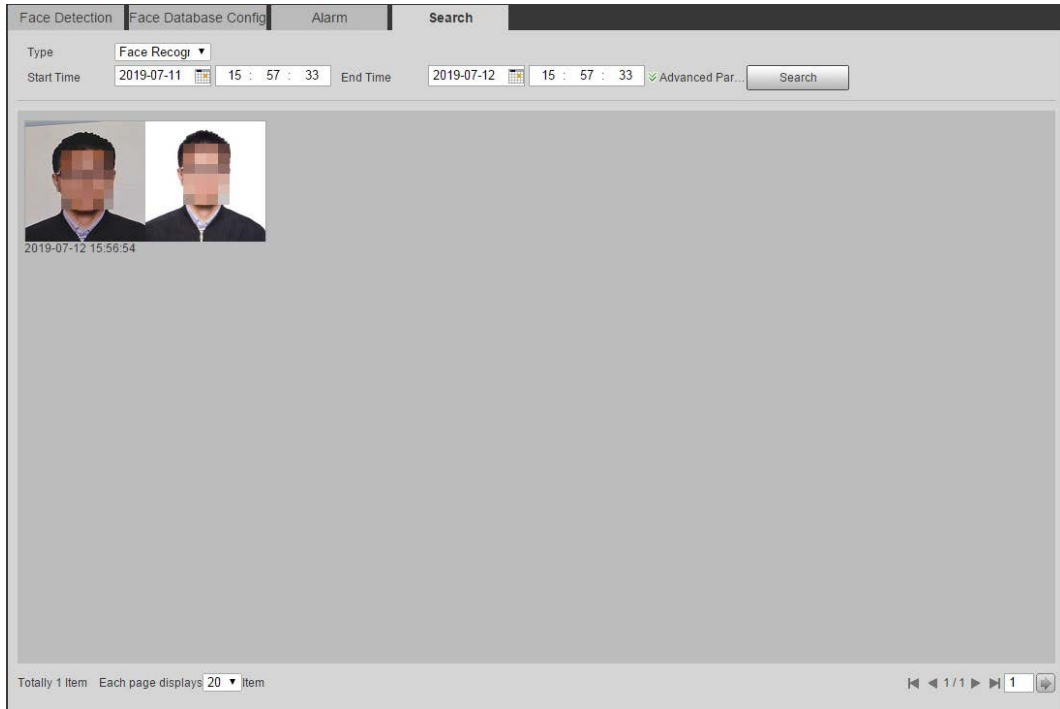 Face Detection Face Database Config Alarm Search
Type Face Recogr
Start Time 2019-07-11 15 : 57 : 33 End Time 2019-07-12 15 : 57 : 33 Advanced Par... Search
2019-07-12 15:56:54
Totally 1 Item Each page displays 20 Item 1 / 1 1